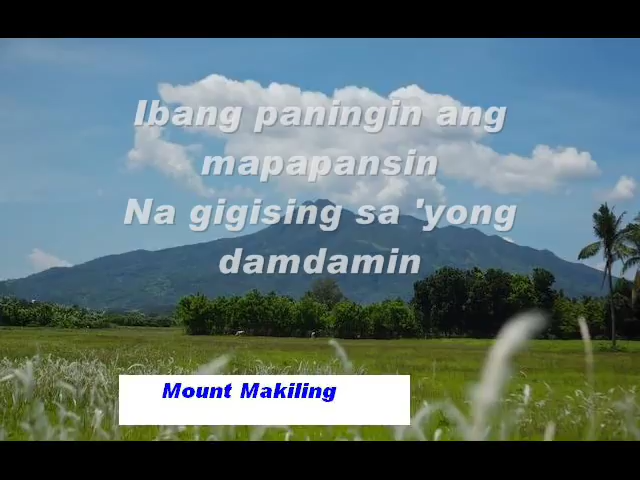 Ibang paningin ang
mapapansin
Na gigising sa 'yong
damdamin
Mount Makiling